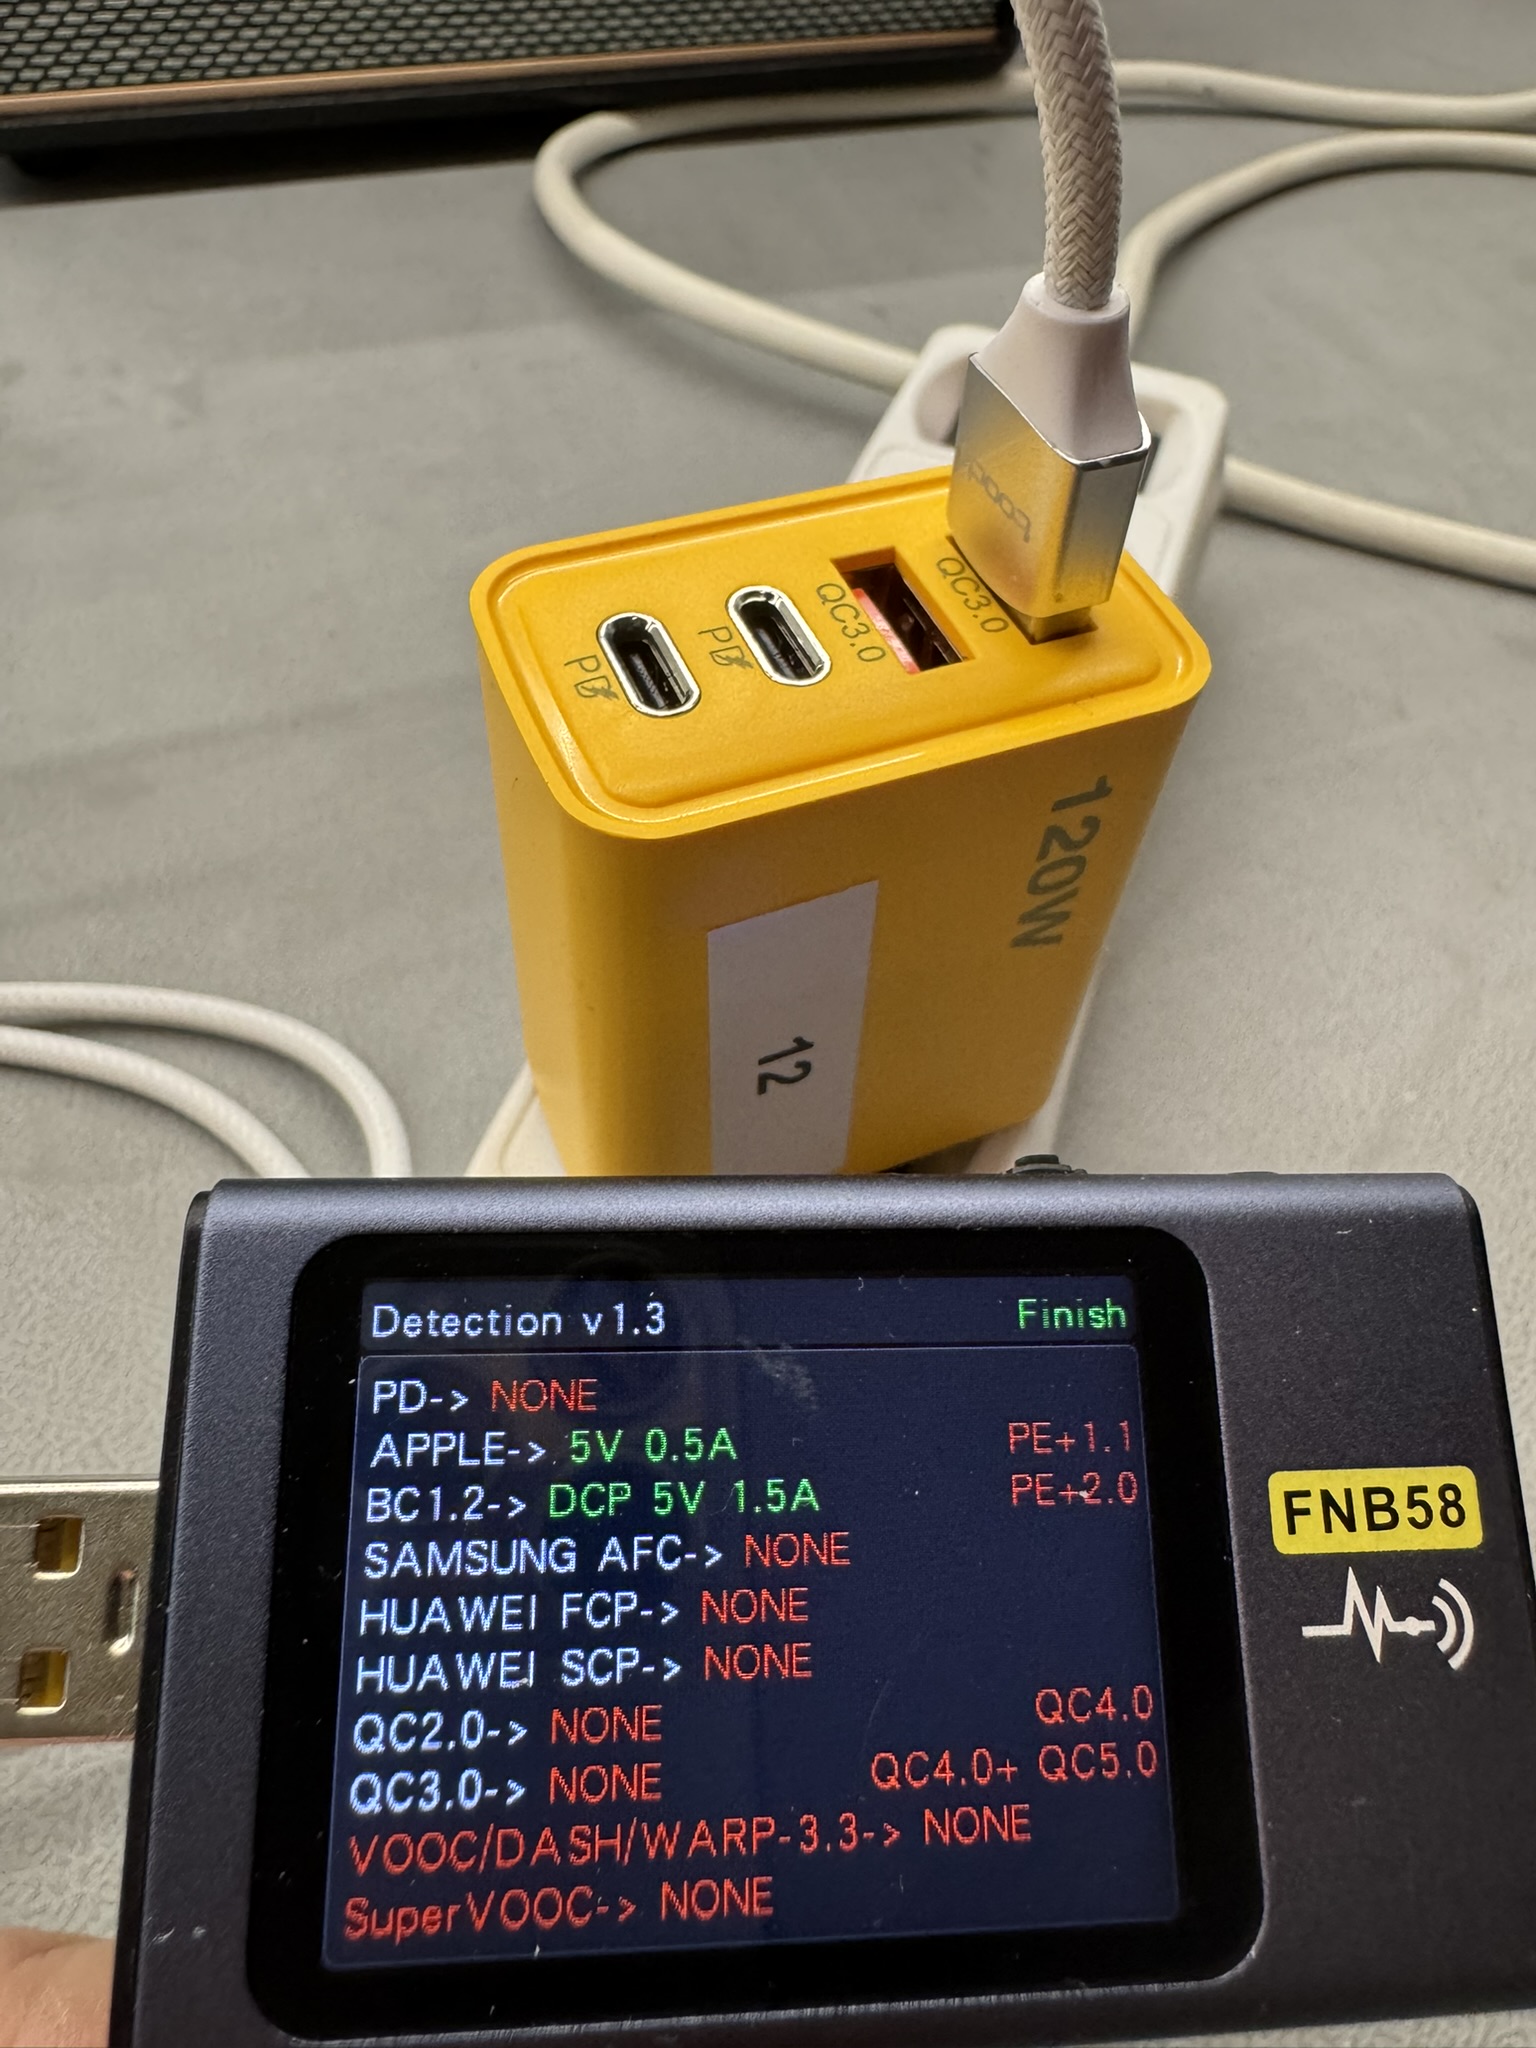 PD
PD
QC3.0
QC3.0
120W
12
Detection v1.3 Finish
PD-> NONE
APPLE-> 5V 0.5A PE+1.1
BC1.2-> DCP 5V 1.5A PE+2.0
SAMSUNG AFC-> NONE
HUAWEI FCP-> NONE
HUAWEI SCP-> NONE
QC2.0-> NONE QC4.0
QC3.0-> NONE QC4.0+ QC5.0
VOOC/DASH/WARP-3.3-> NONE
SuperVOOC-> NONE
FNB58